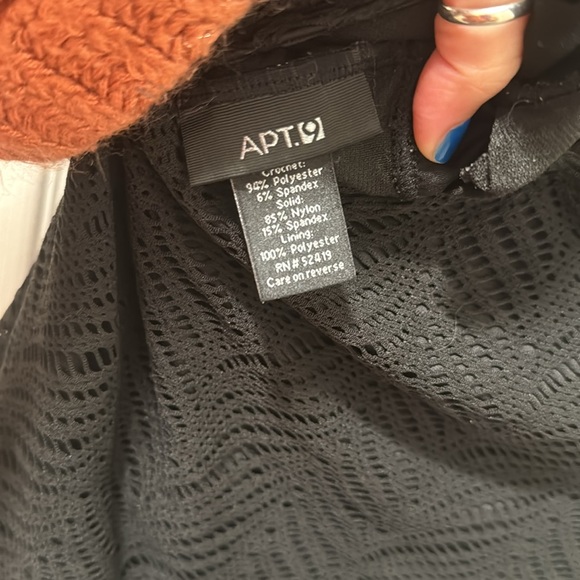 APT.9
Crochet:
94% Polyester
6% Spandex
Solid:
85% Nylon
15% Spandex
Lining:
100% Polyester
RN# 52419
Care on reverse